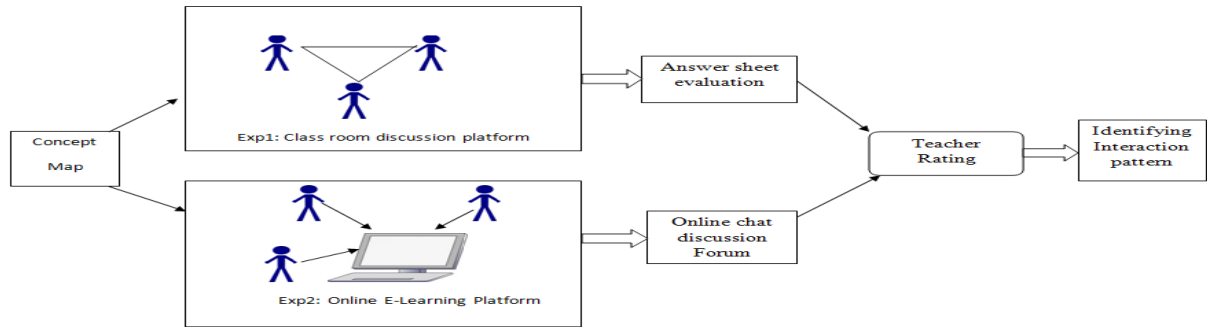 Concept
Map
Exp1: Class room discussion platform
Exp2: Online E-Learning Platform
Answer sheet
evaluation
Online chat
discussion
Forum
Teacher
Rating
Identifying
Interaction
pattern